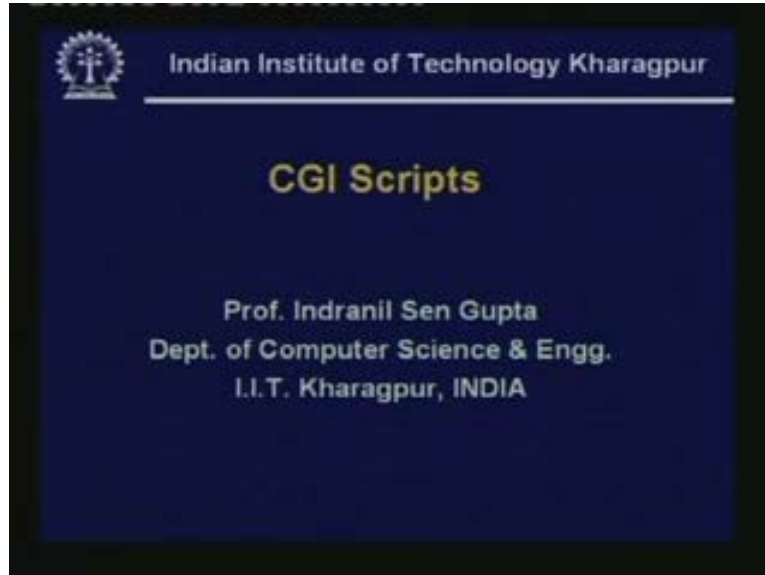 Indian Institute of Technology Kharagpur
CGI Scripts
Prof. Indranil Sen Gupta
Dept. of Computer Science & Engg.
I.I.T. Kharagpur, INDIA